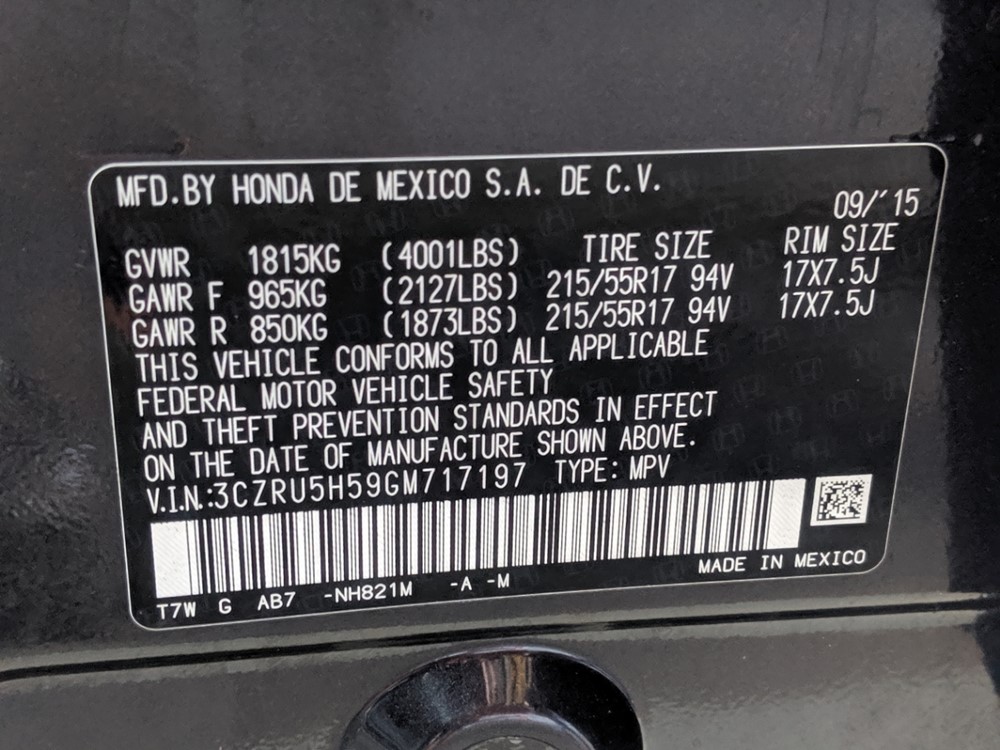 MFD.BY HONDA DE MEXICO S.A. DE C.V.
09/'15
GVWR 1815KG (4001LBS) TIRE SIZE RIM SIZE
GAWR F 965KG (2127LBS) 215/55R17 94V 17X7.5J
GAWR R 850KG (1873LBS) 215/55R17 94V 17X7.5J
THIS VEHICLE CONFORMS TO ALL APPLICABLE
FEDERAL MOTOR VEHICLE SAFETY
AND THEFT PREVENTION STANDARDS IN EFFECT
ON THE DATE OF MANUFACTURE SHOWN ABOVE.
V.I.N.:3CZRU5H59GM717197 TYPE: MPV
MADE IN MEXICO
T7W G AB7 -NH821M -A -M